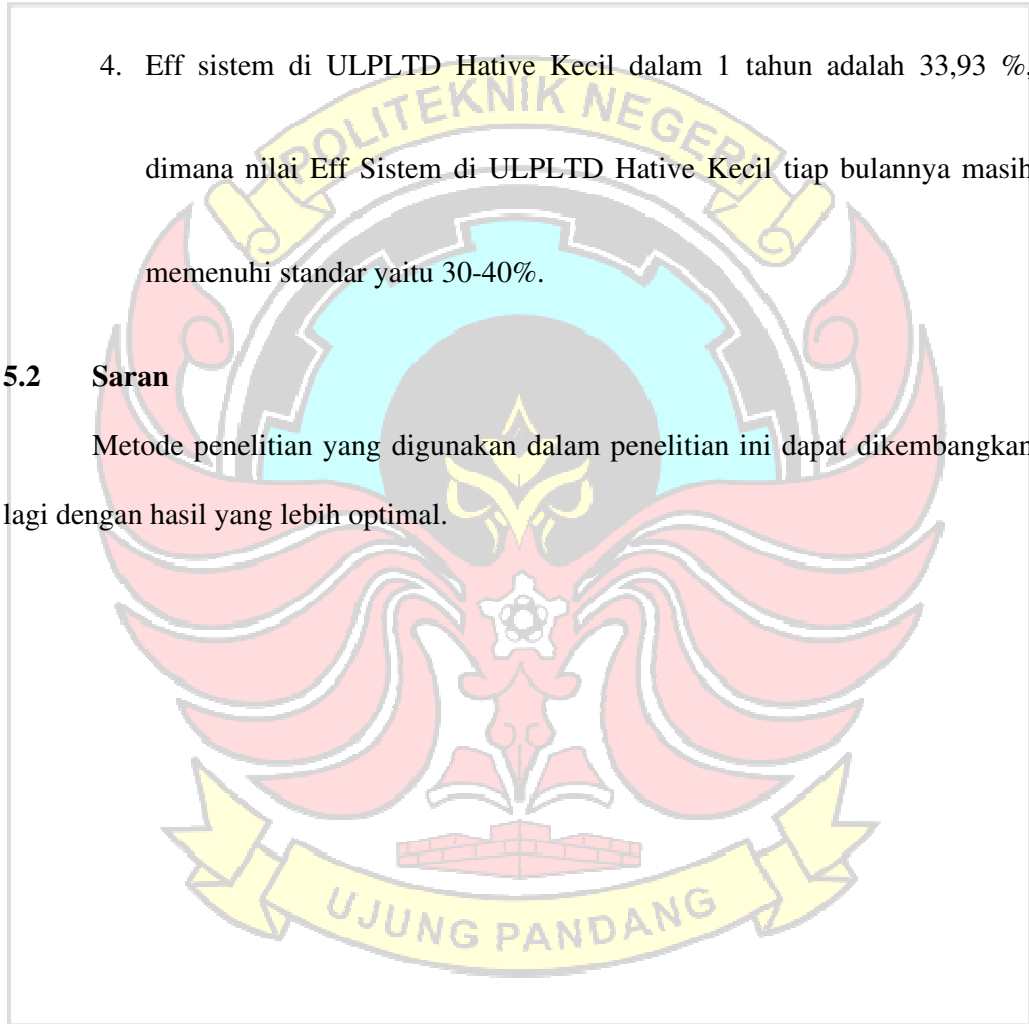 4. Eff sistem di ULPLTD Hative Kecil dalam 1 tahun adalah 33,93 %,
POLITEKNIK NEGERI
dimana nilai Eff Sistem di ULPLTD Hative Kecil tiap bulannya masih
memenuhi standar yaitu 30-40%.
5.2 Saran
Metode penelitian yang digunakan dalam penelitian ini dapat dikembangkan
lagi dengan hasil yang lebih optimal.
UJUNG PANDANG